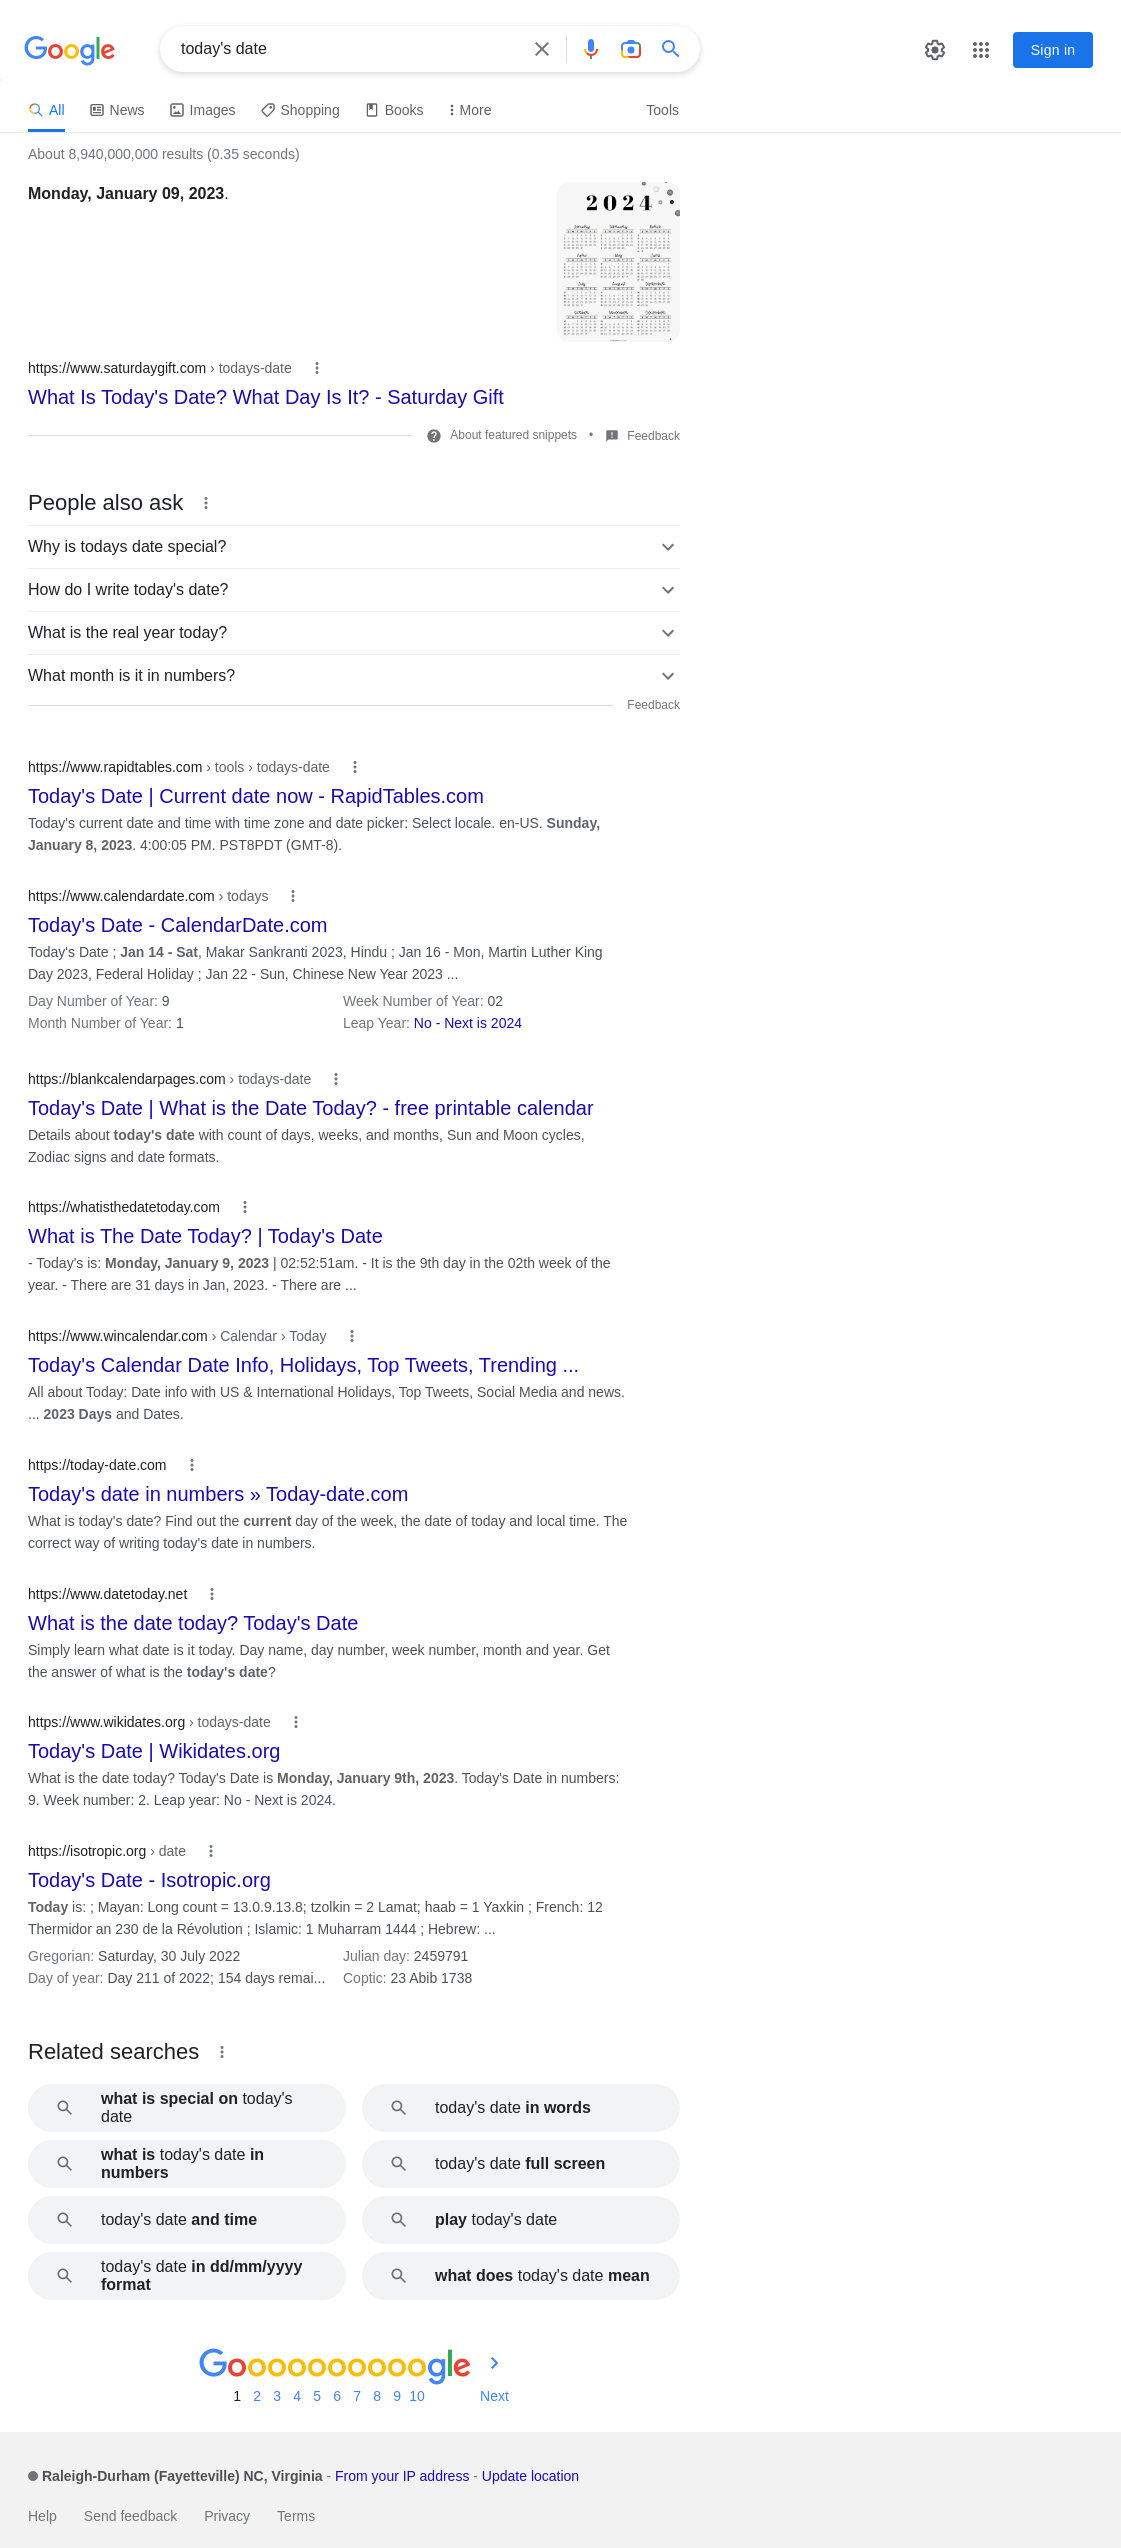 Google
today's date
Sign in
All News Images Shopping Books More Tools
About 8,940,000,000 results (0.35 seconds)
Monday, January 09, 2023.
2024
https://www.saturdaygift.com › todays-date
What Is Today's Date? What Day Is It? - Saturday Gift
About featured snippets • Feedback
People also ask
Why is todays date special?
How do I write today's date?
What is the real year today?
What month is it in numbers?
Feedback
https://www.rapidtables.com › tools › todays-date
Today's Date | Current date now - RapidTables.com
Today's current date and time with time zone and date picker: Select locale. en-US. Sunday,
January 8, 2023. 4:00:05 PM. PST8PDT (GMT-8).
https://www.calendardate.com › todays
Today's Date - CalendarDate.com
Today's Date ; Jan 14 - Sat, Makar Sankranti 2023, Hindu ; Jan 16 - Mon, Martin Luther King
Day 2023, Federal Holiday ; Jan 22 - Sun, Chinese New Year 2023 ...
Day Number of Year: 9 Week Number of Year: 02
Month Number of Year: 1 Leap Year: No - Next is 2024
https://blankcalendarpages.com › todays-date
Today's Date | What is the Date Today? - free printable calendar
Details about today's date with count of days, weeks, and months, Sun and Moon cycles,
Zodiac signs and date formats.
https://whatisthedatetoday.com
What is The Date Today? | Today's Date
- Today's is: Monday, January 9, 2023 | 02:52:51am. - It is the 9th day in the 02th week of the
year. - There are 31 days in Jan, 2023. - There are ...
https://www.wincalendar.com › Calendar › Today
Today's Calendar Date Info, Holidays, Top Tweets, Trending ...
All about Today: Date info with US & International Holidays, Top Tweets, Social Media and news.
... 2023 Days and Dates.
https://today-date.com
Today's date in numbers » Today-date.com
What is today's date? Find out the current day of the week, the date of today and local time. The
correct way of writing today's date in numbers.
https://www.datetoday.net
What is the date today? Today's Date
Simply learn what date is it today. Day name, day number, week number, month and year. Get
the answer of what is the today's date?
https://www.wikidates.org › todays-date
Today's Date | Wikidates.org
What is the date today? Today's Date is Monday, January 9th, 2023. Today's Date in numbers:
9. Week number: 2. Leap year: No - Next is 2024.
https://isotropic.org › date
Today's Date - Isotropic.org
Today is: ; Mayan: Long count = 13.0.9.13.8; tzolkin = 2 Lamat; haab = 1 Yaxkin ; French: 12
Thermidor an 230 de la Révolution ; Islamic: 1 Muharram 1444 ; Hebrew: ...
Gregorian: Saturday, 30 July 2022 Julian day: 2459791
Day of year: Day 211 of 2022; 154 days remai... Coptic: 23 Abib 1738
Related searches
what is special on today's
date
today's date in words
what is today's date in
numbers
today's date full screen
today's date and time
play today's date
today's date in dd/mm/yyyy
format
what does today's date mean
Goooooooooogle
1 2 3 4 5 6 7 8 9 10 Next
Raleigh-Durham (Fayetteville) NC, Virginia - From your IP address - Update location
Help Send feedback Privacy Terms